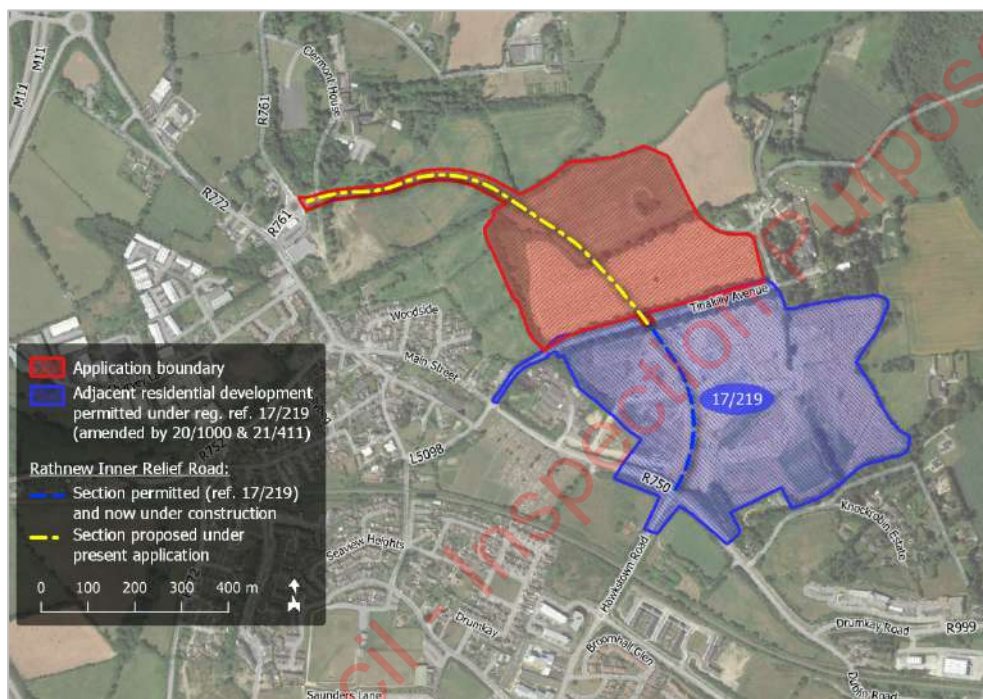 M11
M11
R761
Clermont House
R772
R761
Woodside
Main Street
Tinakilly Avenue
17/219
L5098
R750
Knockrobin Estate
Hawkstown Road
Seaview Heights
Drumkay
Broomhall Glen
Drumkay Road
R999
Dublin Road
Saunders Lane
R752
R772
Application boundary
Adjacent residential development
permitted under reg. ref. 17/219
(amended by 20/1000 & 21/411)
Rathnew Inner Relief Road:
Section permitted (ref. 17/219)
and now under construction
Section proposed under
present application
0 100 200 300 400 m
cil - Inspection Purpos